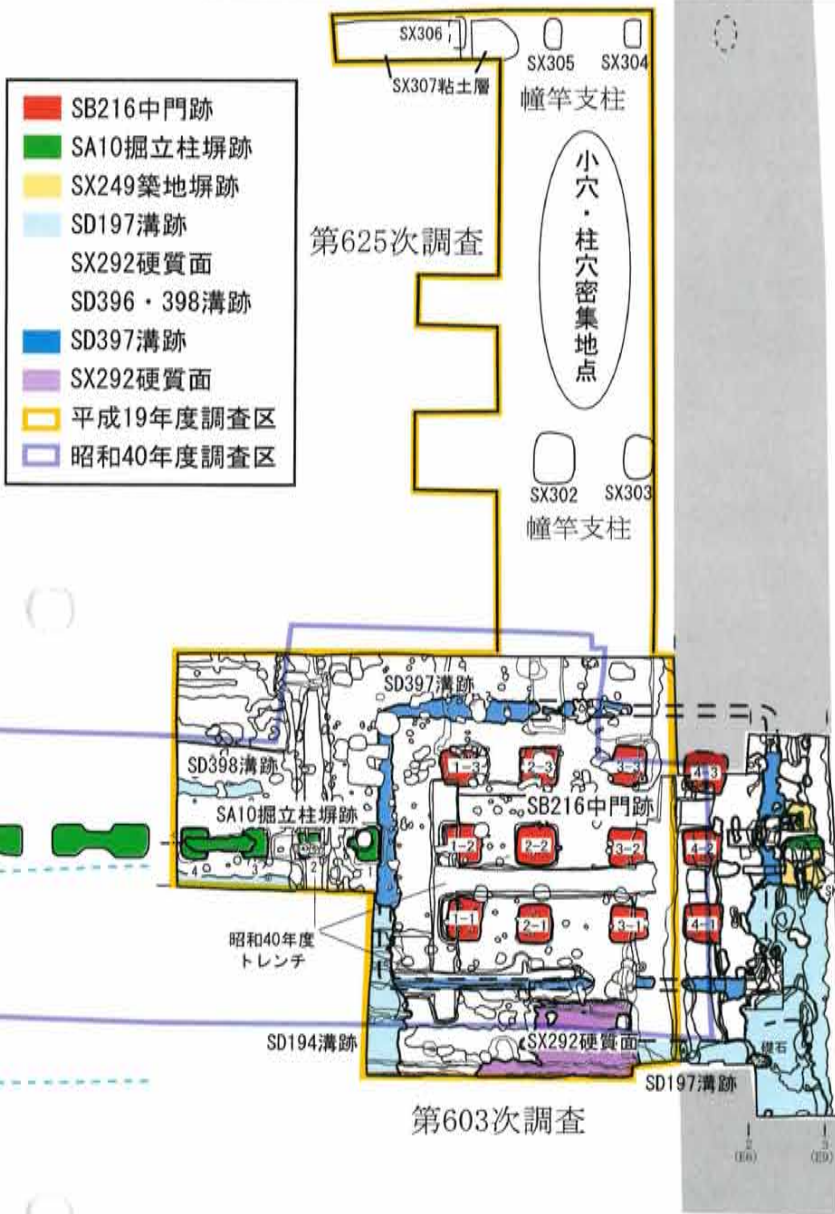 SX306
SX305
SX304
SX307粘土層
幢竿支柱
小穴・柱穴密集地点
SB216中門跡
SA10掘立柱塀跡
SX249築地塀跡
SD197溝跡
SX292硬質面
SD396・398溝跡
SD397溝跡
SX292硬質面
平成19年度調査区
昭和40年度調査区
第625次調査
SX302
SX303
幢竿支柱
SD397溝跡
SD398溝跡
1-3
2-3
3-3
4-3
SA10掘立柱塀跡
SB216中門跡
4
3
2
1
1-2
2-2
3-2
4-2
1-1
2-1
3-1
4-1
昭和40年度
トレンチ
SD194溝跡
SX292硬質面
礎石
SD197溝跡
第603次調査
2
(E6)
3
(E9)